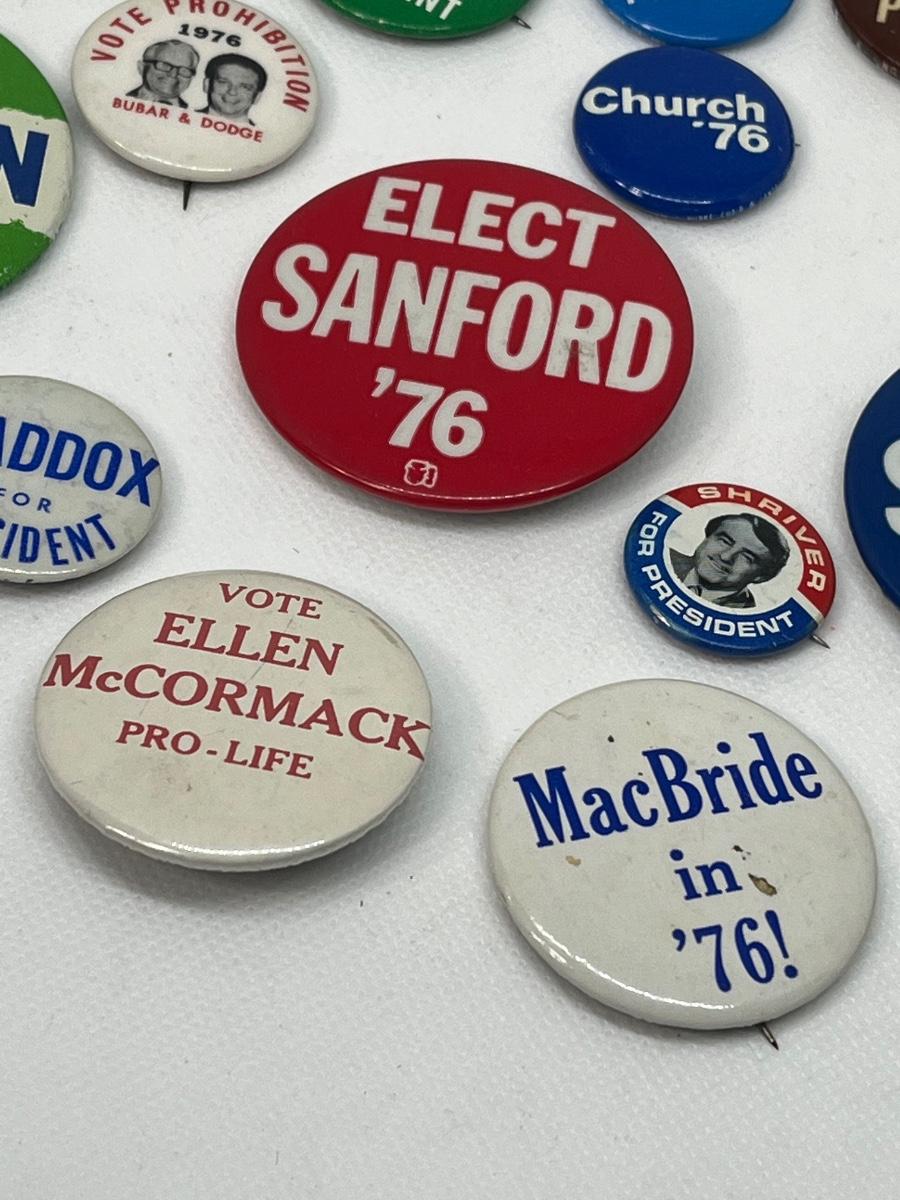 VOTE PROHIBITION
1976
BUBAR & DODGE
NT
Church
'76
N
ELECT
SANFORD
'76
ADDOX
FOR
IDENT
SHRIVER
FOR PRESIDENT
VOTE
ELLEN
McCORMACK
PRO-LIFE
MacBride
in
'76!